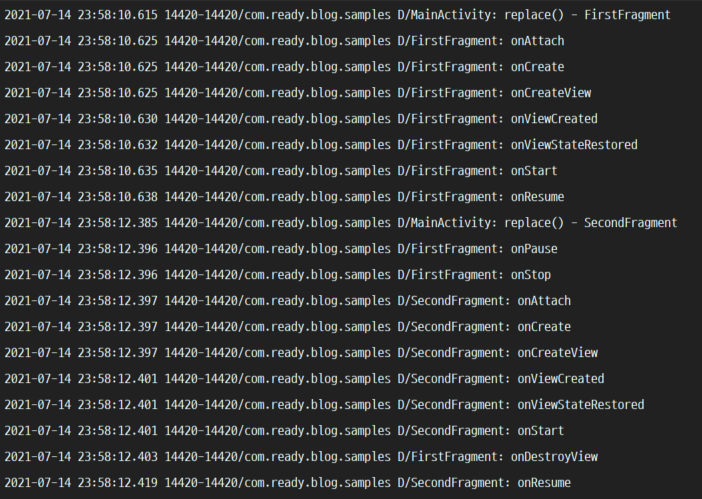 2021-07-14 23:58:10.615 14420-14420/com.ready.blog.samples D/MainActivity: replace() - FirstFragment
2021-07-14 23:58:10.625 14420-14420/com.ready.blog.samples D/FirstFragment: onAttach
2021-07-14 23:58:10.625 14420-14420/com.ready.blog.samples D/FirstFragment: onCreate
2021-07-14 23:58:10.625 14420-14420/com.ready.blog.samples D/FirstFragment: onCreateView
2021-07-14 23:58:10.630 14420-14420/com.ready.blog.samples D/FirstFragment: onViewCreated
2021-07-14 23:58:10.632 14420-14420/com.ready.blog.samples D/FirstFragment: onViewStateRestored
2021-07-14 23:58:10.635 14420-14420/com.ready.blog.samples D/FirstFragment: onStart
2021-07-14 23:58:10.638 14420-14420/com.ready.blog.samples D/FirstFragment: onResume
2021-07-14 23:58:12.385 14420-14420/com.ready.blog.samples D/MainActivity: replace() - SecondFragment
2021-07-14 23:58:12.396 14420-14420/com.ready.blog.samples D/FirstFragment: onPause
2021-07-14 23:58:12.396 14420-14420/com.ready.blog.samples D/FirstFragment: onStop
2021-07-14 23:58:12.397 14420-14420/com.ready.blog.samples D/SecondFragment: onAttach
2021-07-14 23:58:12.397 14420-14420/com.ready.blog.samples D/SecondFragment: onCreate
2021-07-14 23:58:12.397 14420-14420/com.ready.blog.samples D/SecondFragment: onCreateView
2021-07-14 23:58:12.401 14420-14420/com.ready.blog.samples D/SecondFragment: onViewCreated
2021-07-14 23:58:12.401 14420-14420/com.ready.blog.samples D/SecondFragment: onViewStateRestored
2021-07-14 23:58:12.401 14420-14420/com.ready.blog.samples D/SecondFragment: onStart
2021-07-14 23:58:12.403 14420-14420/com.ready.blog.samples D/FirstFragment: onDestroyView
2021-07-14 23:58:12.419 14420-14420/com.ready.blog.samples D/SecondFragment: onResume